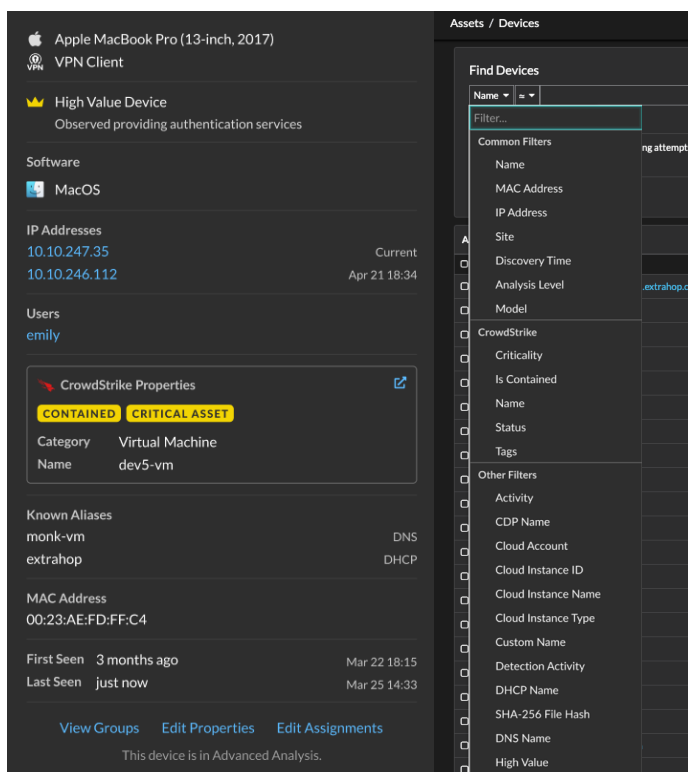 Apple MacBook Pro (13-inch, 2017)
VPN
VPN Client
High Value Device
Observed providing authentication services
Software
MacOS
IP Addresses
10.10.247.35 Current
10.10.246.112 Apr 21 18:34
Users
emily
CrowdStrike Properties
CONTAINED CRITICAL ASSET
Category Virtual Machine
Name dev5-vm
Known Aliases
monk-vm DNS
extrahop DHCP
MAC Address
00:23:AE:FD:FF:C4
First Seen 3 months ago Mar 22 18:15
Last Seen just now Mar 25 14:33
View Groups Edit Properties Edit Assignments
This device is in Advanced Analysis.
Assets / Devices
Find Devices
Name ≈
Filter...
Common Filters
ng attempt
Name
MAC Address
IP Address
Site
A
Discovery Time
Analysis Level
.extrahop.c
Model
CrowdStrike
Criticality
Is Contained
Name
Status
Tags
Other Filters
Activity
CDP Name
Cloud Account
Cloud Instance ID
Cloud Instance Name
Cloud Instance Type
Custom Name
Detection Activity
DHCP Name
SHA-256 File Hash
DNS Name
High Value